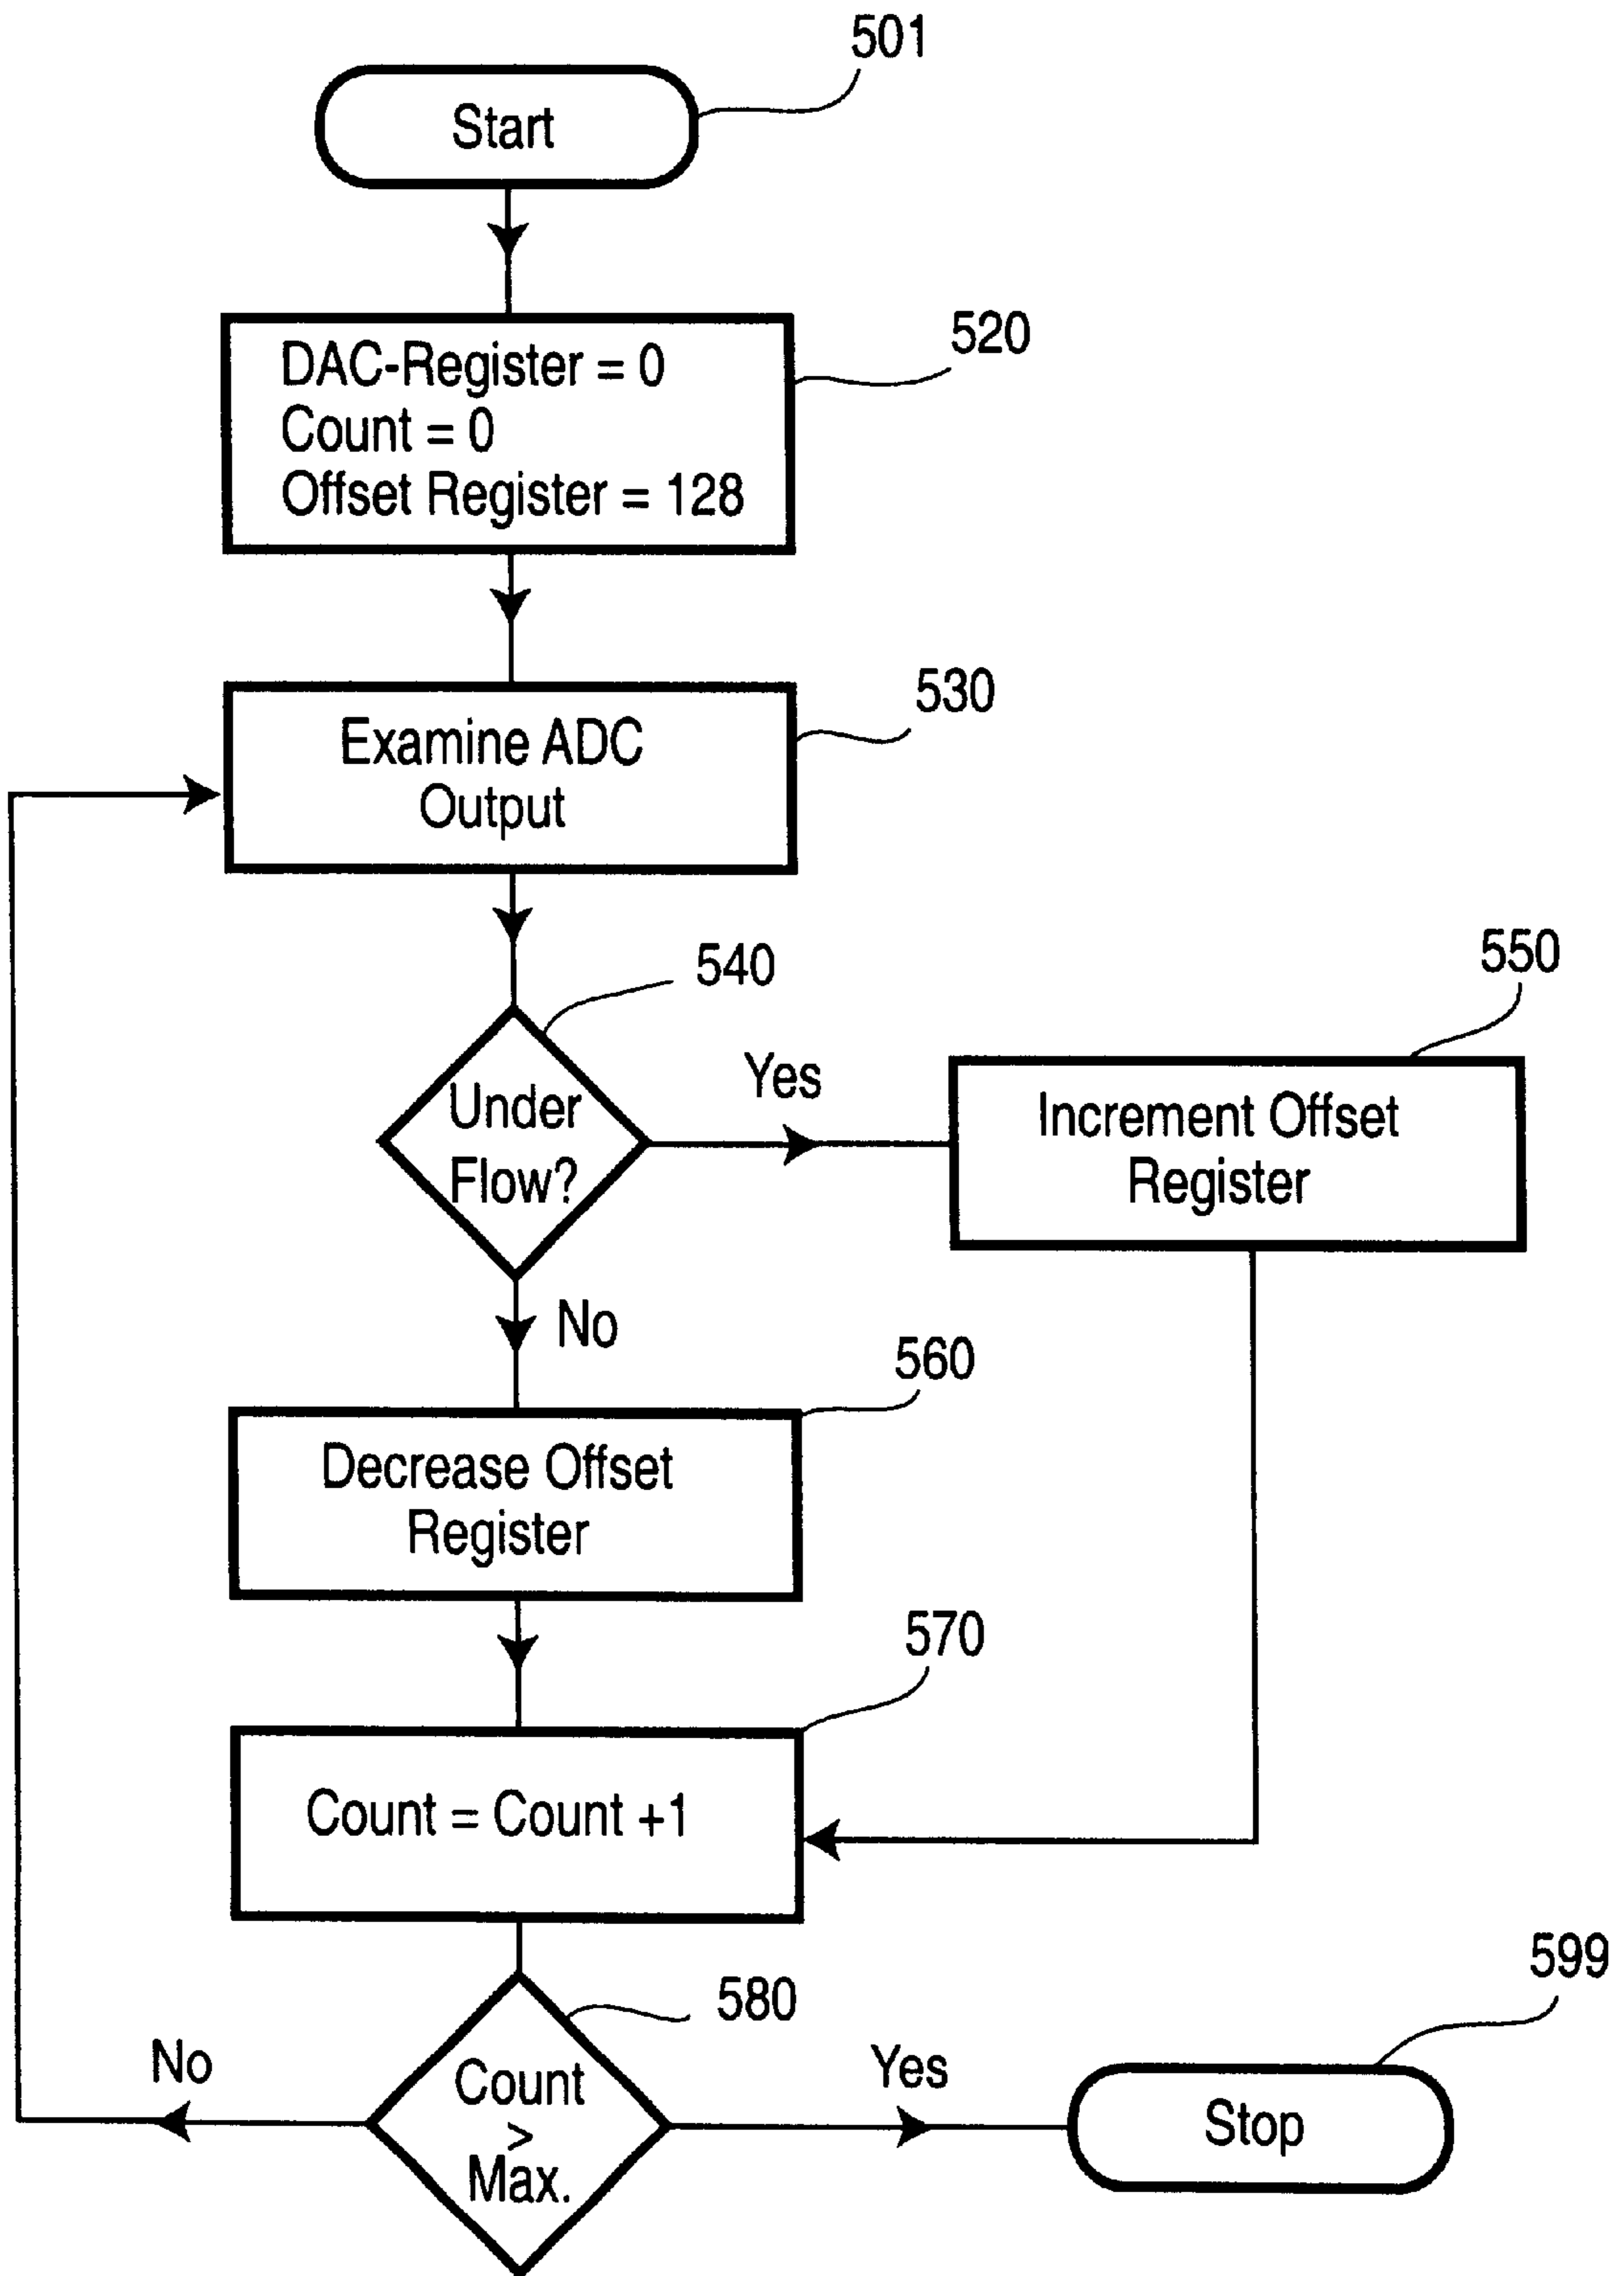 501
Start
520
DAC-Register = 0
Count = 0
Offset Register = 128
530
Examine ADC
Output
540
550
Under
Flow?
Yes
Increment Offset
Register
No
560
Decrease Offset
Register
570
Count = Count +1
580
599
No
Count
>
Max.
Yes
Stop